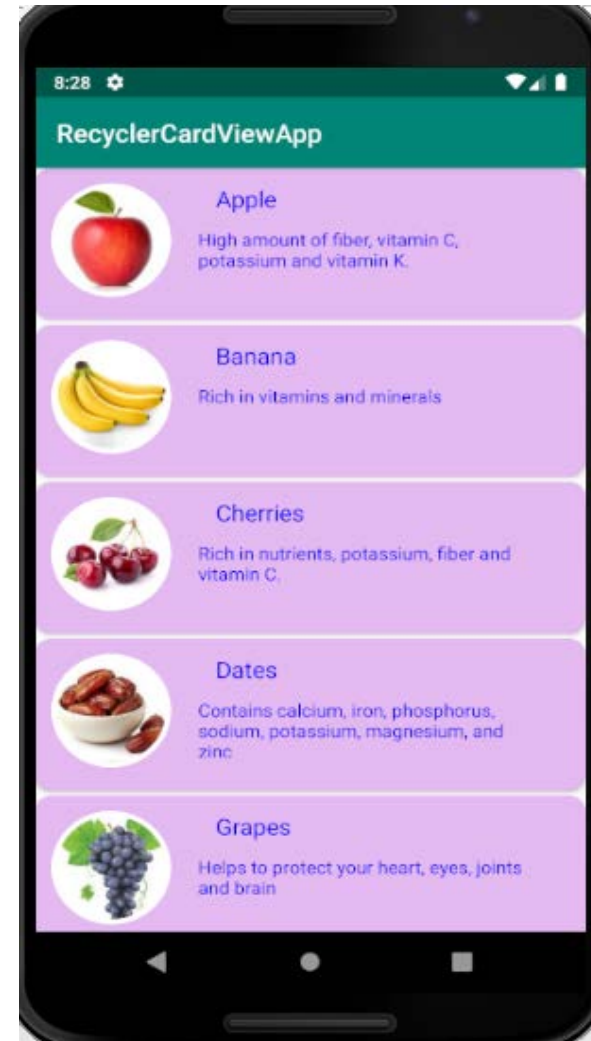 8:28
RecyclerCardViewApp
Apple
High amount of fiber, vitamin C,
potassium and vitamin K.
Banana
Rich in vitamins and minerals
Cherries
Rich in nutrients, potassium, fiber and
vitamin C.
Dates
Contains calcium, iron, phosphorus,
sodium, potassium, magnesium, and
zinc
Grapes
Helps to protect your heart, eyes, joints
and brain